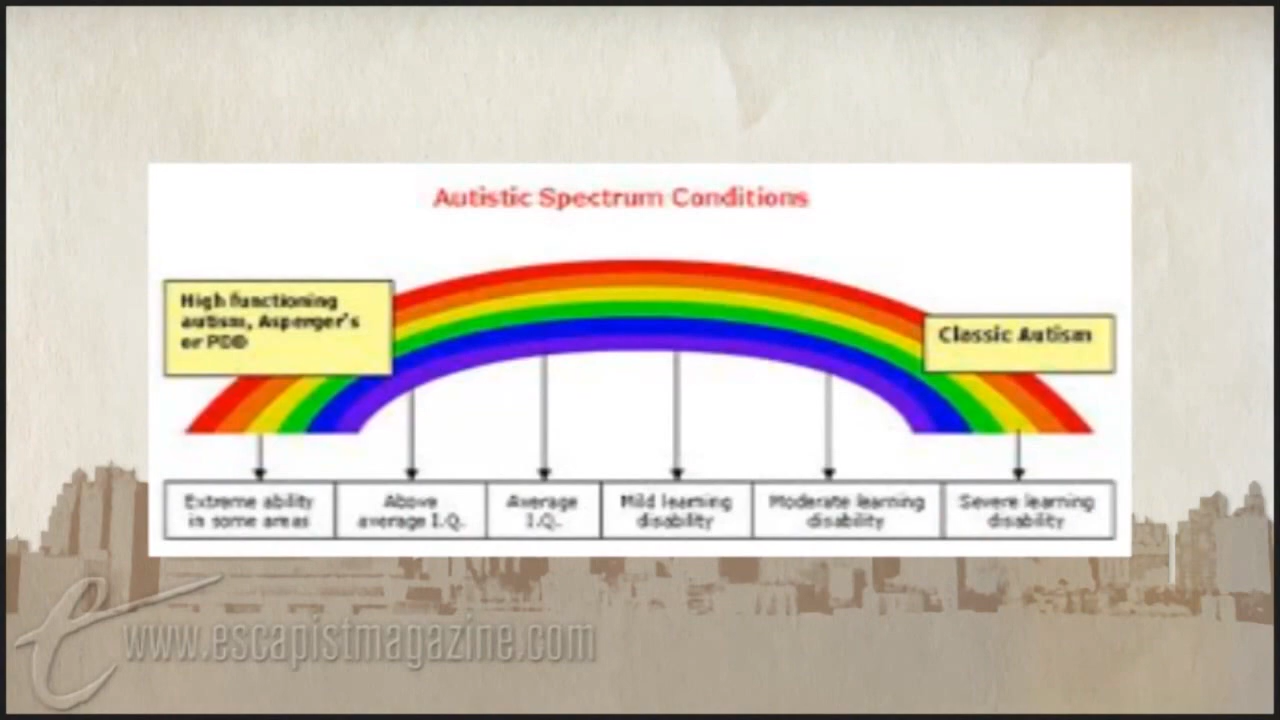 Autistic Spectrum Conditions
High functioning
autism, Asperger's
or PDD
Classic Autism
Extreme ability
in some areas
Above
average I.Q.
Average
I.Q.
Mild learning
disability
Moderate learning
disability
Severe learning
disability
www.escapistmagazine.com